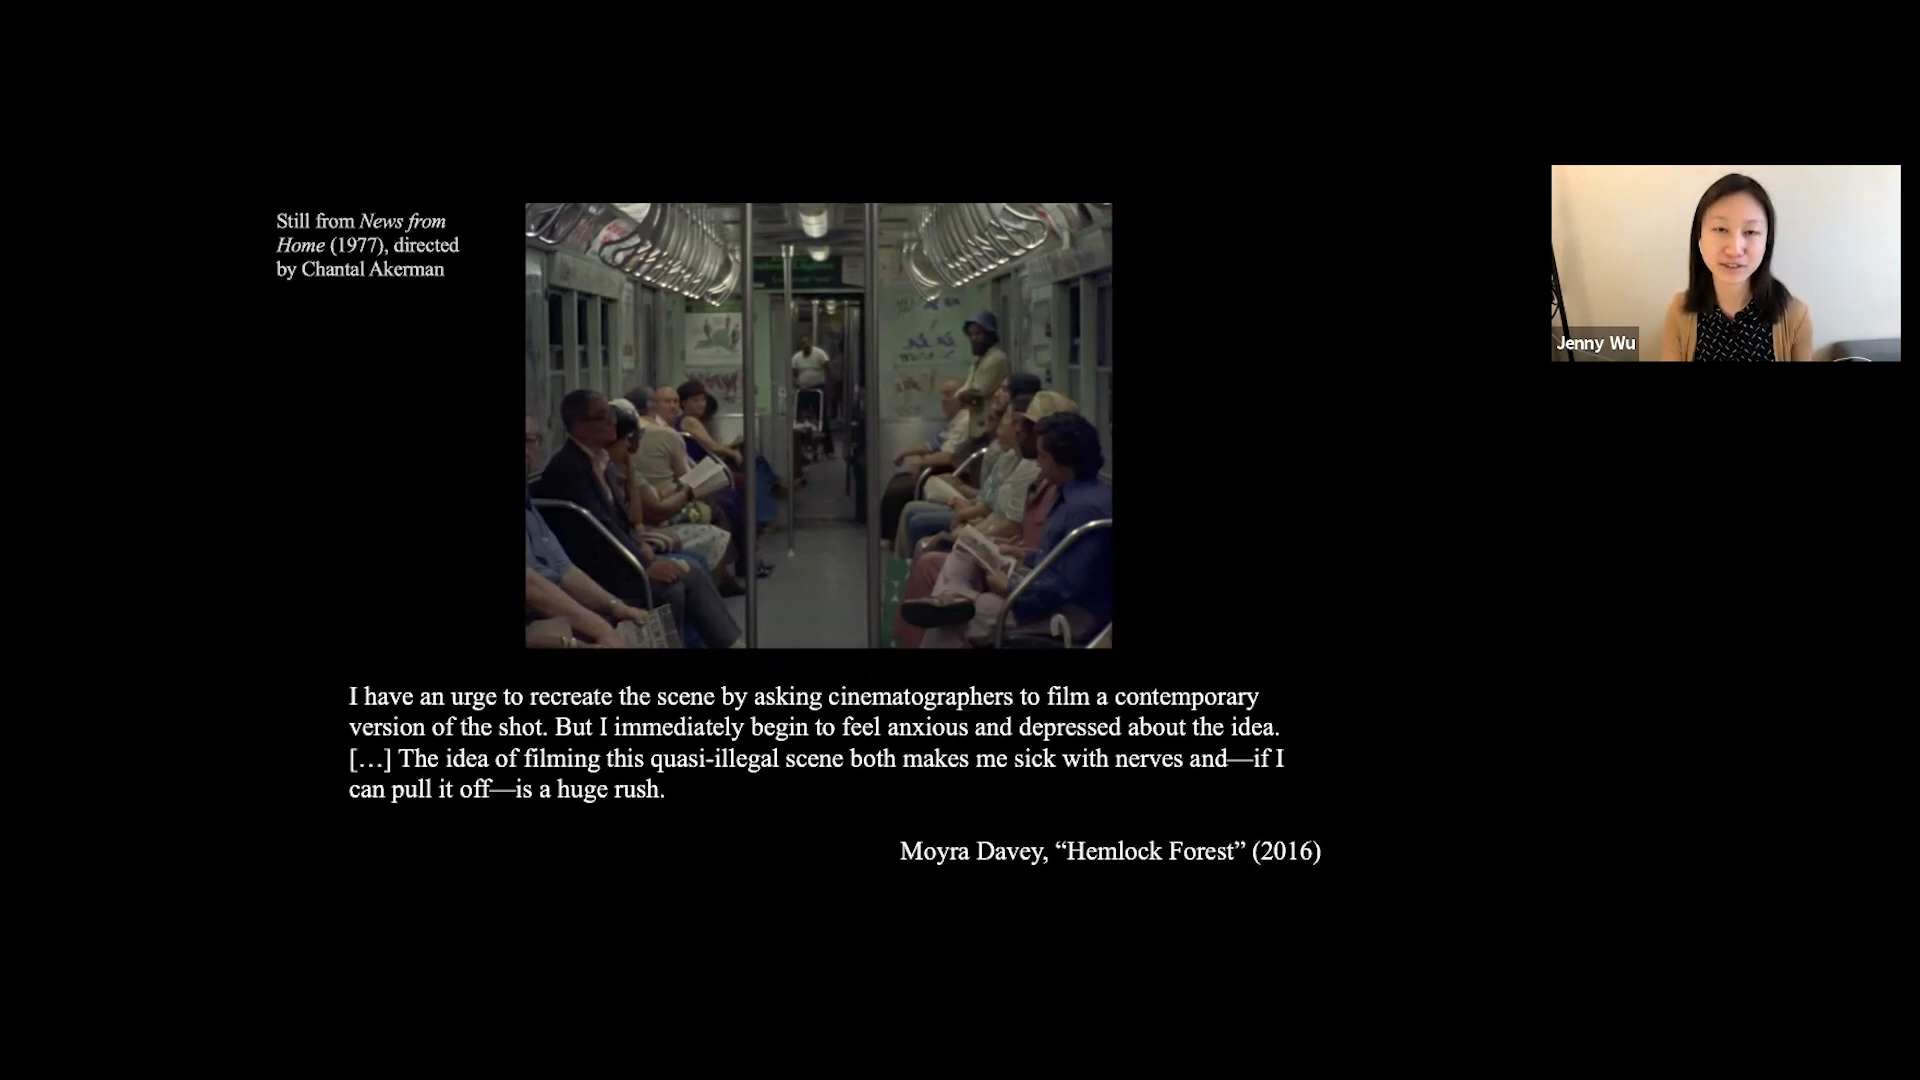 Still from News from
Home (1977), directed
by Chantal Akerman
Jenny Wu
I have an urge to recreate the scene by asking cinematographers to film a contemporary
version of the shot. But I immediately begin to feel anxious and depressed about the idea.
[…] The idea of filming this quasi-illegal scene both makes me sick with nerves and—if I
can pull it off—is a huge rush.
Moyra Davey, “Hemlock Forest” (2016)